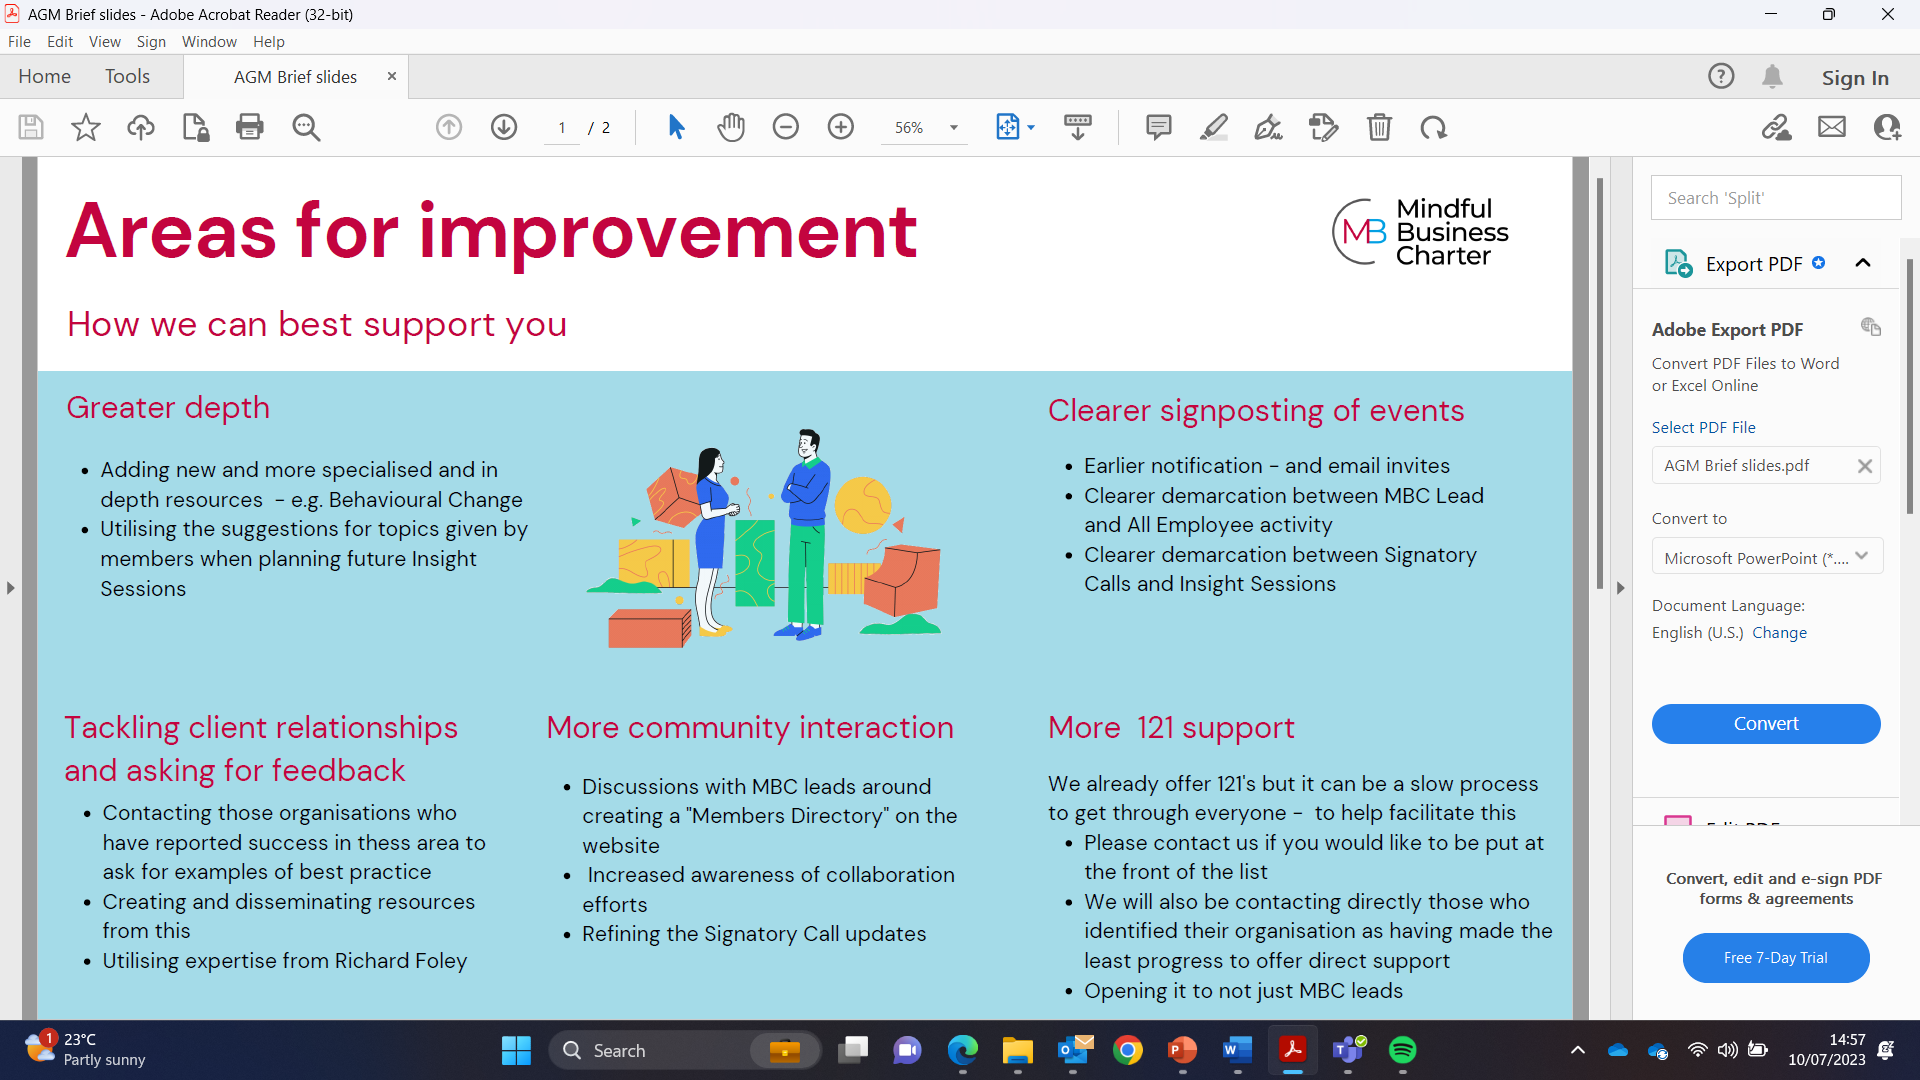 AGM Brief slides - Adobe Acrobat Reader (32-bit)
File Edit View Sign Window Help
Home Tools AGM Brief slides Sign In
1 / 2 56%
Areas for improvement
Mindful
Business
Charter
MB
How we can best support you
Greater depth
• Adding new and more specialised and in
depth resources - e.g. Behavioural Change
• Utilising the suggestions for topics given by
members when planning future Insight
Sessions
Clearer signposting of events
• Earlier notification - and email invites
• Clearer demarcation between MBC Lead
and All Employee activity
• Clearer demarcation between Signatory
Calls and Insight Sessions
Tackling client relationships
and asking for feedback
• Contacting those organisations who
have reported success in thess area to
ask for examples of best practice
• Creating and disseminating resources
from this
• Utilising expertise from Richard Foley
More community interaction
• Discussions with MBC leads around
creating a "Members Directory" on the
website
• Increased awareness of collaboration
efforts
• Refining the Signatory Call updates
More 121 support
We already offer 121's but it can be a slow process
to get through everyone - to help facilitate this
• Please contact us if you would like to be put at
the front of the list
• We will also be contacting directly those who
identified their organisation as having made the
least progress to offer direct support
• Opening it to not just MBC leads
Search 'Split'
Export PDF
Adobe Export PDF
Convert PDF Files to Word
or Excel Online
Select PDF File
AGM Brief slides.pdf
Convert to
Microsoft PowerPoint (*....
Document Language:
English (U.S.) Change
Convert
Convert, edit and e-sign PDF
forms & agreements
Free 7-Day Trial
1
23°C
Partly sunny
Search
14:57
10/07/2023